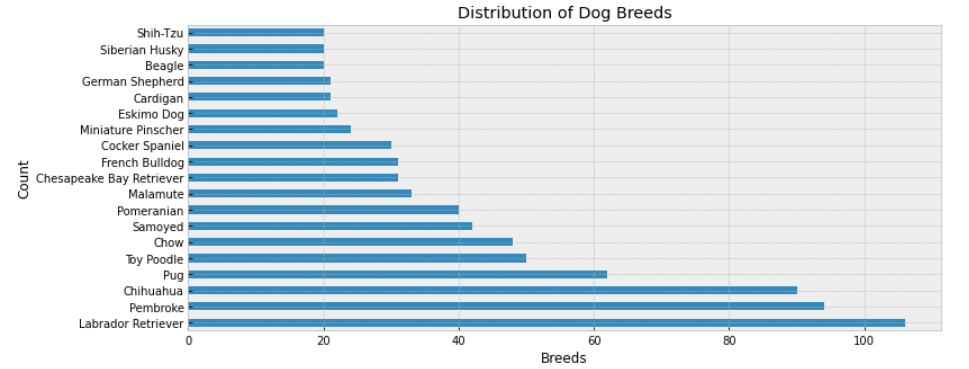 Distribution of Dog Breeds
Shih-Tzu
Siberian Husky
Beagle
German Shepherd
Cardigan
Eskimo Dog
Miniature Pinscher
Cocker Spaniel
French Bulldog
Chesapeake Bay Retriever
Malamute
Pomeranian
Samoyed
Chow
Toy Poodle
Pug
Chihuahua
Pembroke
Labrador Retriever
Count
0 20 40 60 80 100
Breeds